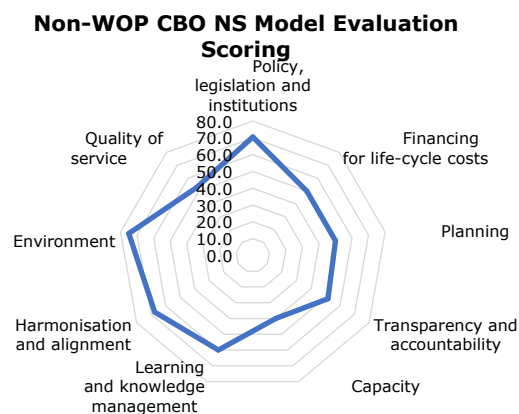 Non-WOP CBO NS Model Evaluation
Scoring
Policy,
legislation and
institutions
Financing
for life-cycle costs
Planning
Transparency and
accountability
Capacity
Learning
and knowledge
management
Harmonisation
and alignment
Environment
Quality of
service
80.0
70.0
60.0
50.0
40.0
30.0
20.0
10.0
0.0